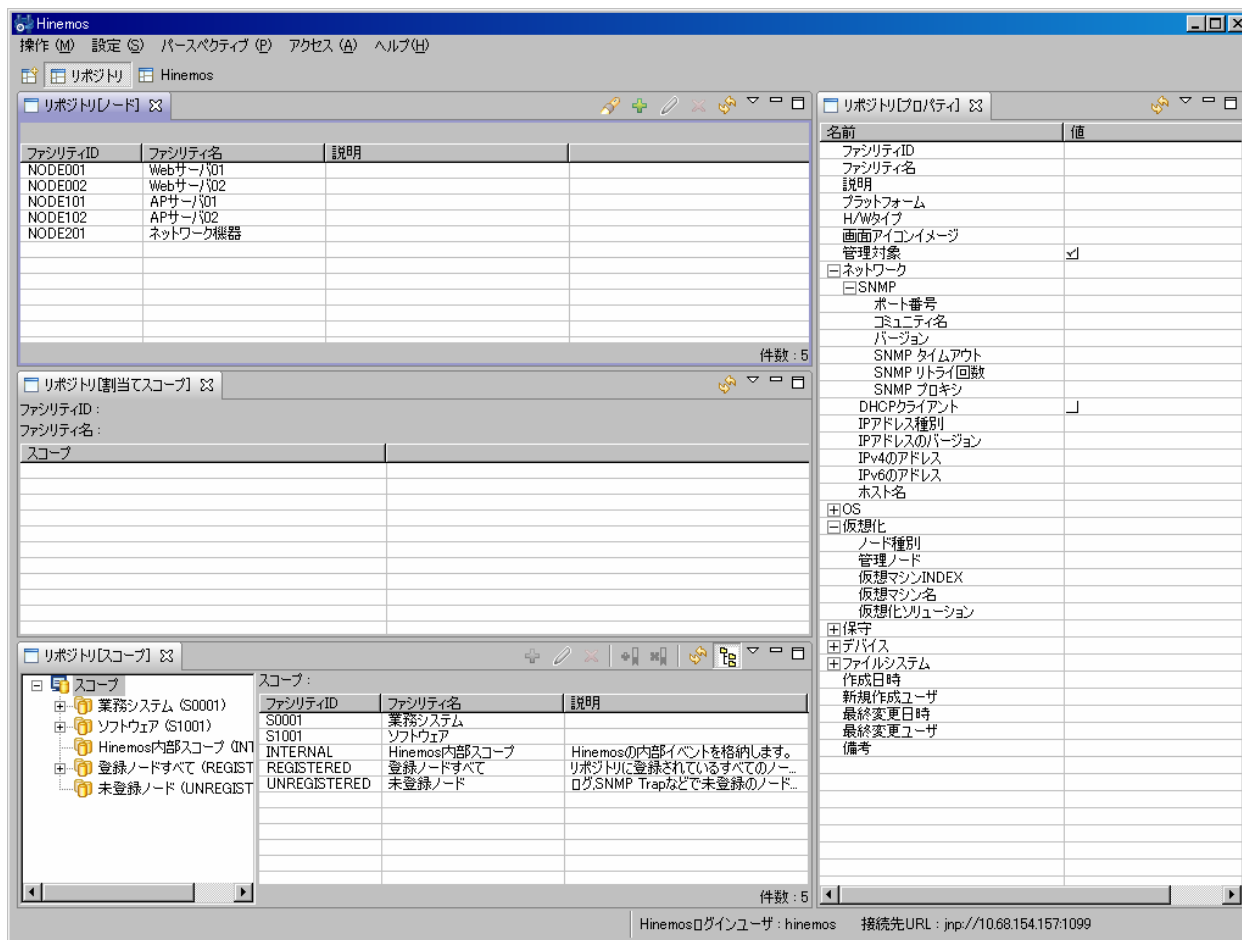 Hinemos
操作 (M) 設定 (S) パースペクティブ (P) アクセス (A) ヘルプ(H)
リポジトリ Hinemos
リポジトリ[ノード]
ファシリティID ファシリティ名 説明
NODE001 Webサーバ01
NODE002 Webサーバ02
NODE101 APサーバ01
NODE102 APサーバ02
NODE201 ネットワーク機器
件数 : 5
リポジトリ[割当てスコープ]
ファシリティID :
ファシリティ名 :
スコープ
リポジトリ[スコープ]
スコープ
業務システム (S0001)
ソフトウェア (S1001)
Hinemos内部スコープ (INT
登録ノードすべて (REGIST
未登録ノード (UNREGIST
スコープ :
ファシリティID ファシリティ名 説明
S0001 業務システム
S1001 ソフトウェア
INTERNAL Hinemos内部スコープ Hinemosの内部イベントを格納します。
REGISTERED 登録ノードすべて リポジトリに登録されているすべてのノー...
UNREGISTERED 未登録ノード ログ,SNMP Trapなどで未登録のノード...
件数 : 5
リポジトリ[プロパティ]
名前 値
ファシリティID
ファシリティ名
説明
プラットフォーム
H/Wタイプ
画面アイコンイメージ
管理対象
ネットワーク
SNMP
ポート番号
コミュニティ名
バージョン
SNMP タイムアウト
SNMP リトライ回数
SNMP プロキシ
DHCPクライアント
IPアドレス種別
IPアドレスのバージョン
IPv4のアドレス
IPv6のアドレス
ホスト名
OS
仮想化
ノード種別
管理ノード
仮想マシンINDEX
仮想マシン名
仮想化ソリューション
保守
デバイス
ファイルシステム
作成日時
新規作成ユーザ
最終変更日時
最終変更ユーザ
備考
Hinemosログインユーザ : hinemos 接続先URL : jnp://10.68.154.157:1099